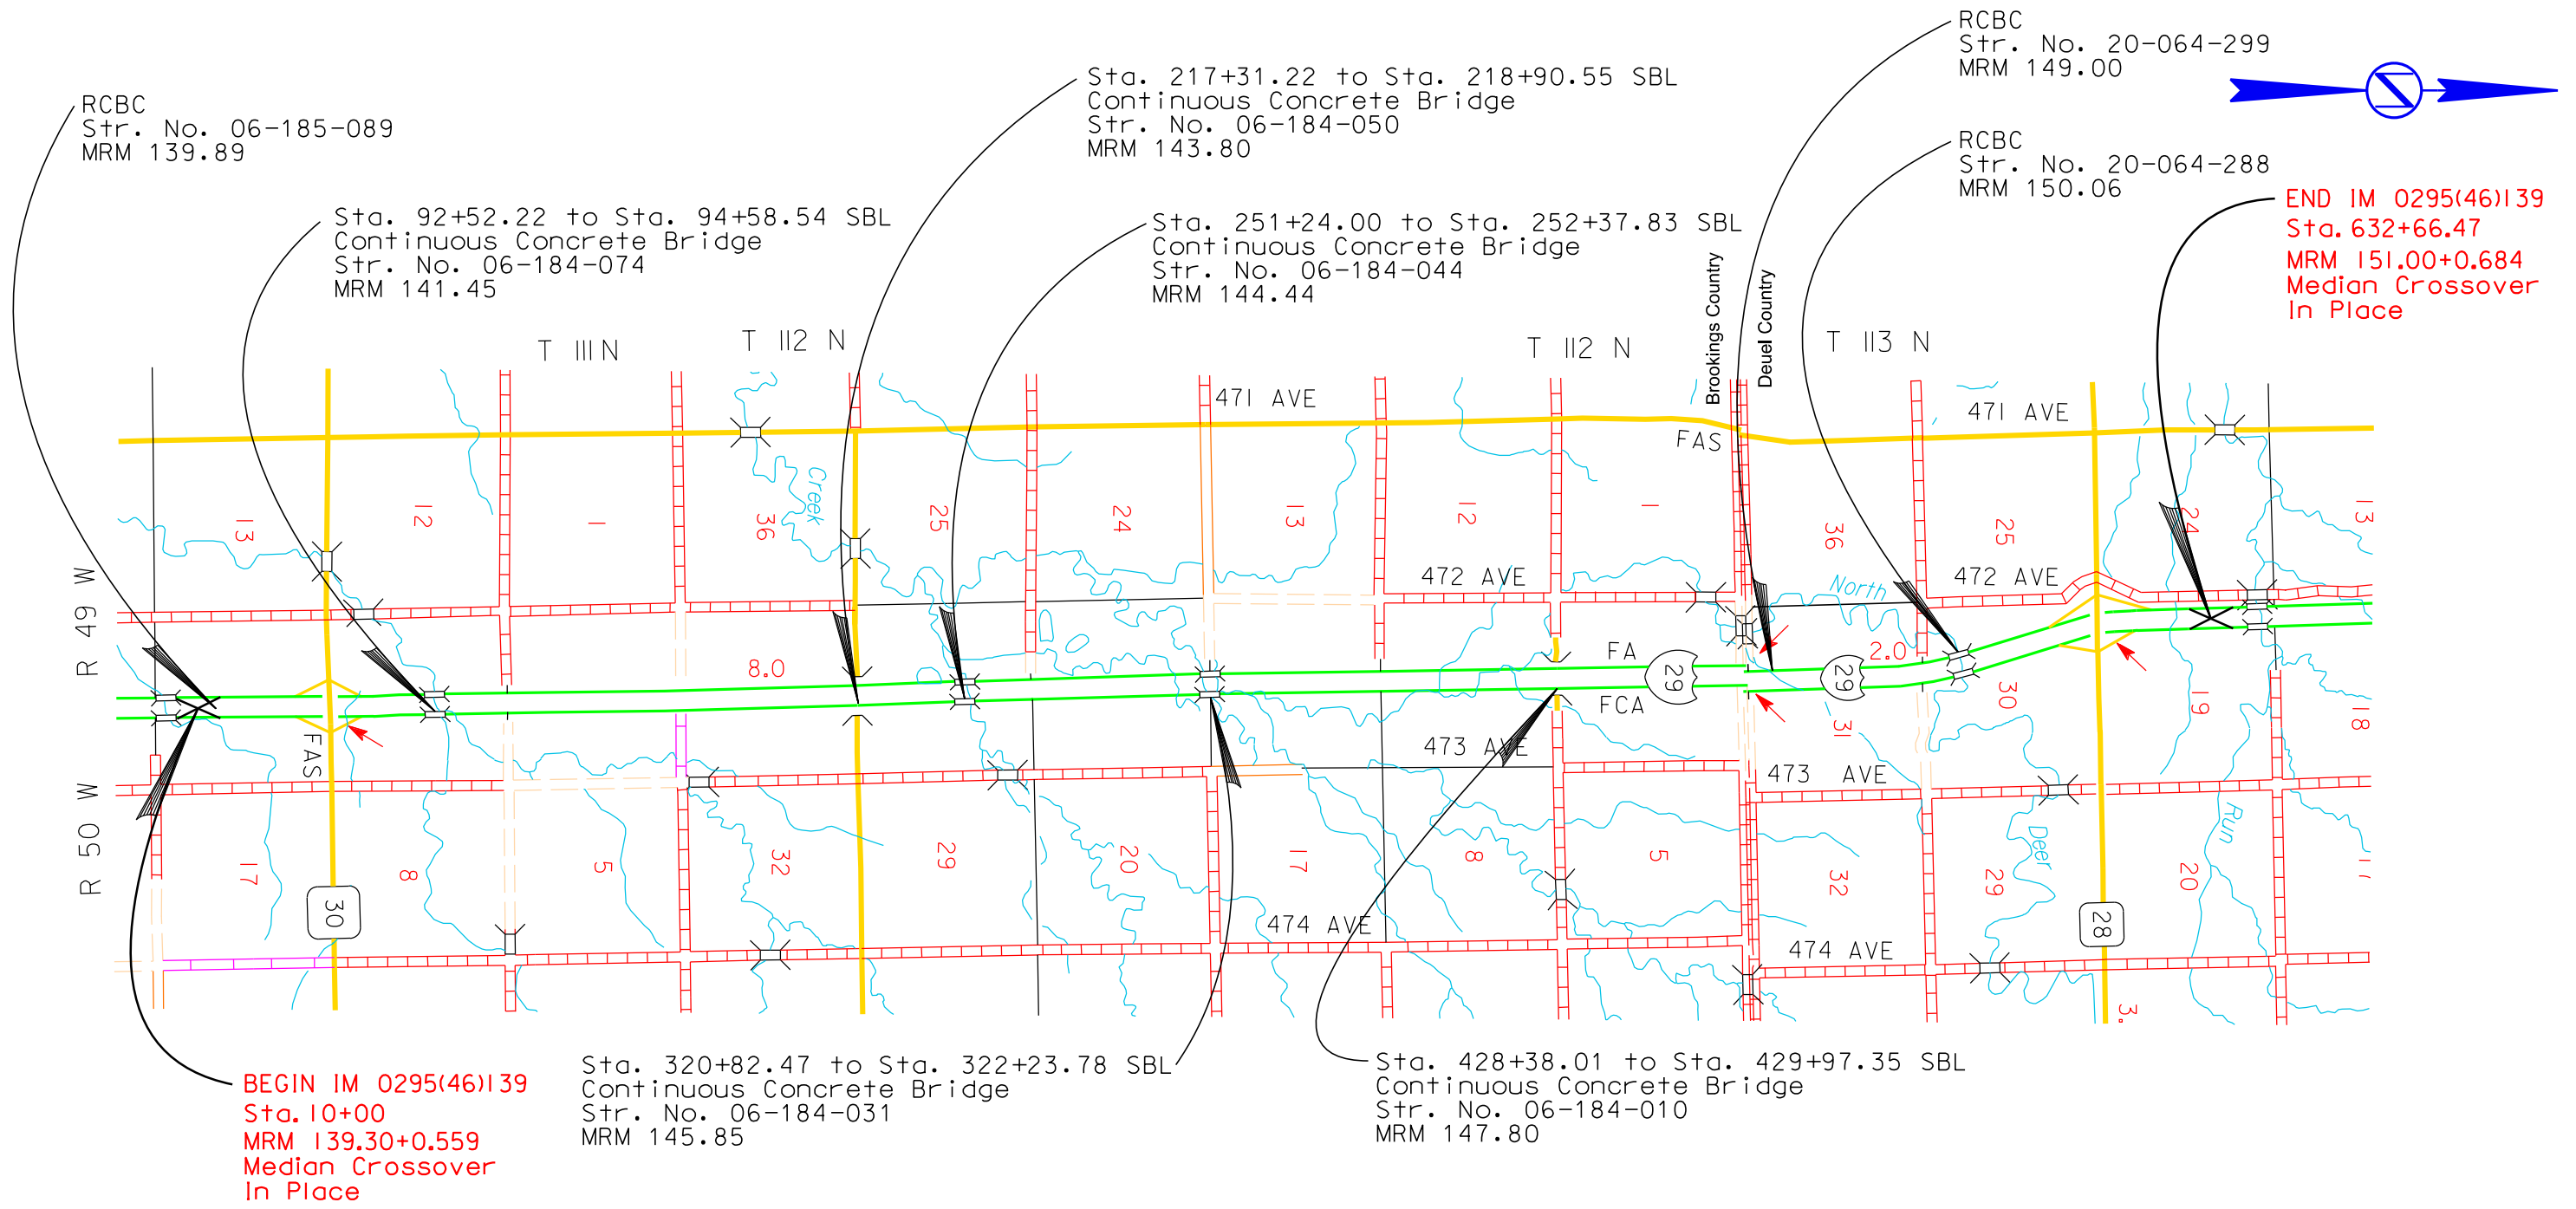 RCBC
Str. No. 06-185-089
MRM 139.89
Sta. 92+52.22 to Sta. 94+58.54 SBL
Continuous Concrete Bridge
Str. No. 06-184-074
MRM 141.45
Sta. 217+31.22 to Sta. 218+90.55 SBL
Continuous Concrete Bridge
Str. No. 06-184-050
MRM 143.80
Sta. 251+24.00 to Sta. 252+37.83 SBL
Continuous Concrete Bridge
Str. No. 06-184-044
MRM 144.44
RCBC
Str. No. 20-064-299
MRM 149.00
RCBC
Str. No. 20-064-288
MRM 150.06
END IM 0295(46)139
Sta. 632+66.47
MRM 151.00+0.684
Median Crossover
In Place
N
T 111 N
T 112 N
T 112 N
Brookings Country
Deuel Country
T 113 N
471 AVE
471 AVE
FAS
13
12
1
36
Creek
25
24
13
12
1
36
25
24
13
R 49 W
472 AVE
North
472 AVE
8.0
FA
29
29
2.0
FCA
31
30
19
18
FAS
473 AVE
473 AVE
R 50 W
17
8
5
32
29
20
17
8
5
32
29
Deer
20
Run
30
474 AVE
474 AVE
28
3.
BEGIN IM 0295(46)139
Sta. 10+00
MRM 139.30+0.559
Median Crossover
In Place
Sta. 320+82.47 to Sta. 322+23.78 SBL
Continuous Concrete Bridge
Str. No. 06-184-031
MRM 145.85
Sta. 428+38.01 to Sta. 429+97.35 SBL
Continuous Concrete Bridge
Str. No. 06-184-010
MRM 147.80